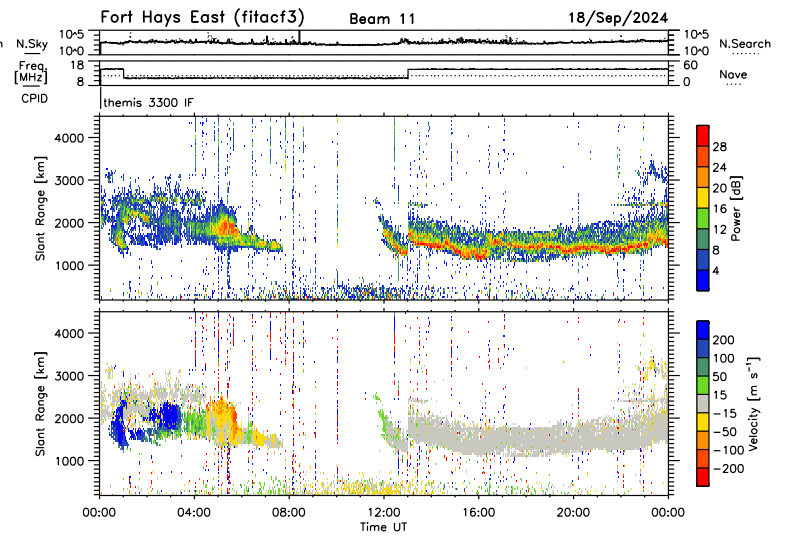 Fort Hays East (fitacf3) Beam 11 18/Sep/2024
N.Sky 10^5 10^0 10^5 10^0 N.Search
Freq. [MHz] 18 8 60 0 Nave
CPID themis 3300 IF
Slant Range [km] 4000 3000 2000 1000
Power [dB] 28 24 20 16 12 8 4
Slant Range [km] 4000 3000 2000 1000
Velocity [m s⁻¹] 200 100 50 15 -15 -50 -100 -200
00:00 04:00 08:00 12:00 16:00 20:00 00:00
Time UT